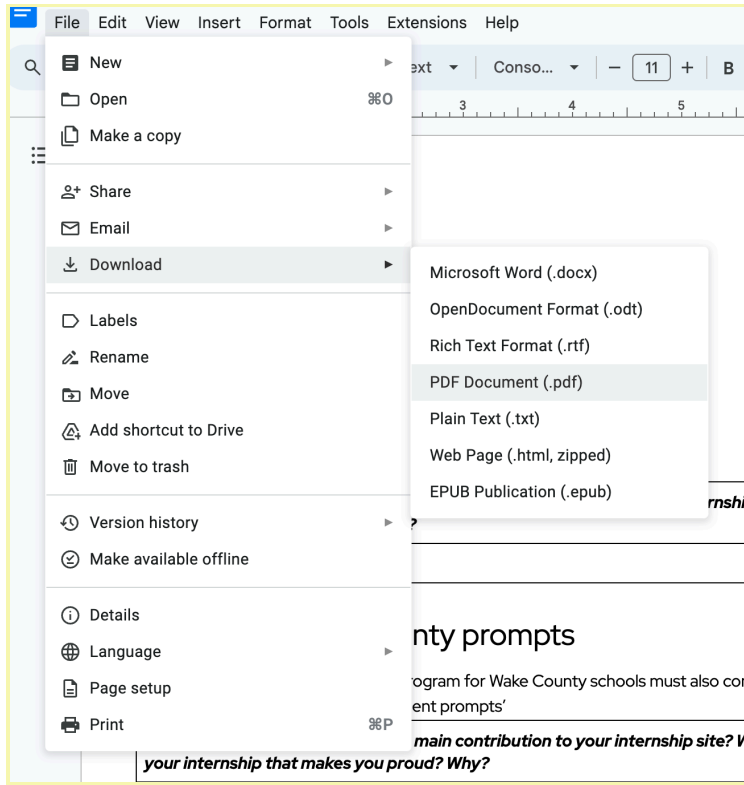 File Edit View Insert Format Tools Extensions Help
ext Conso... − 11 + B
3 4 5
New
Open ⌘O
Make a copy
Share
Email
Download
Labels
Rename
Move
Add shortcut to Drive
Move to trash
Version history
Make available offline
Details
Language
Page setup
Print ⌘P
Microsoft Word (.docx)
OpenDocument Format (.odt)
Rich Text Format (.rtf)
PDF Document (.pdf)
Plain Text (.txt)
Web Page (.html, zipped)
EPUB Publication (.epub)
rnshi
?
nty prompts
ogram for Wake County schools must also co
ent prompts’
main contribution to your internship site? W
your internship that makes you proud? Why?